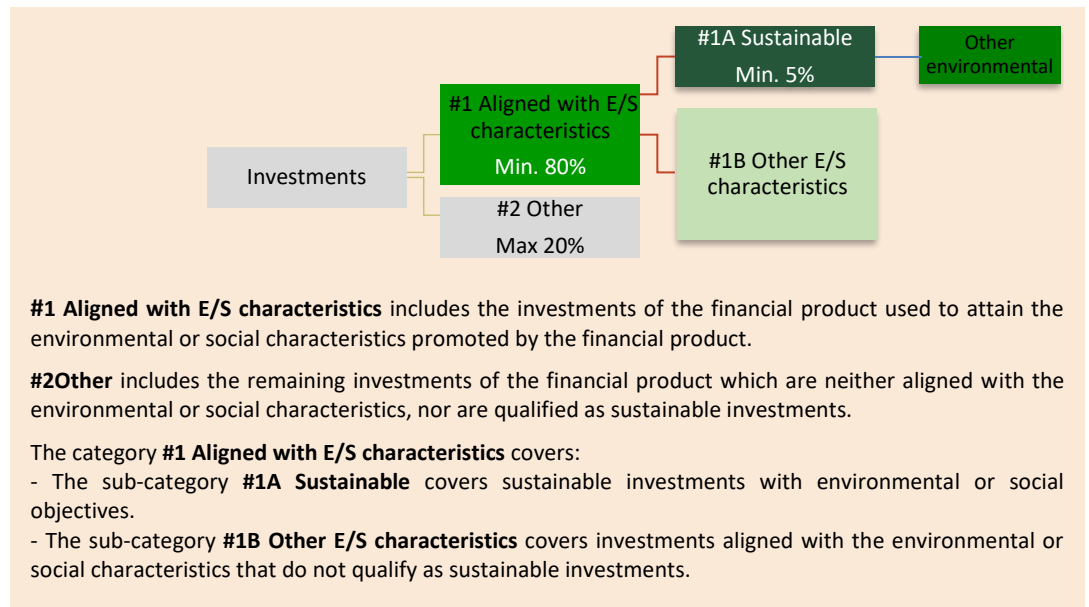 #1A Sustainable
Min. 5%
Other
environmental
#1 Aligned with E/S
characteristics
Min. 80%
#1B Other E/S
characteristics
Investments
#2 Other
Max 20%
#1 Aligned with E/S characteristics includes the investments of the financial product used to attain the
environmental or social characteristics promoted by the financial product.
#2Other includes the remaining investments of the financial product which are neither aligned with the
environmental or social characteristics, nor are qualified as sustainable investments.
The category #1 Aligned with E/S characteristics covers:
- The sub-category #1A Sustainable covers sustainable investments with environmental or social
objectives.
- The sub-category #1B Other E/S characteristics covers investments aligned with the environmental or
social characteristics that do not qualify as sustainable investments.